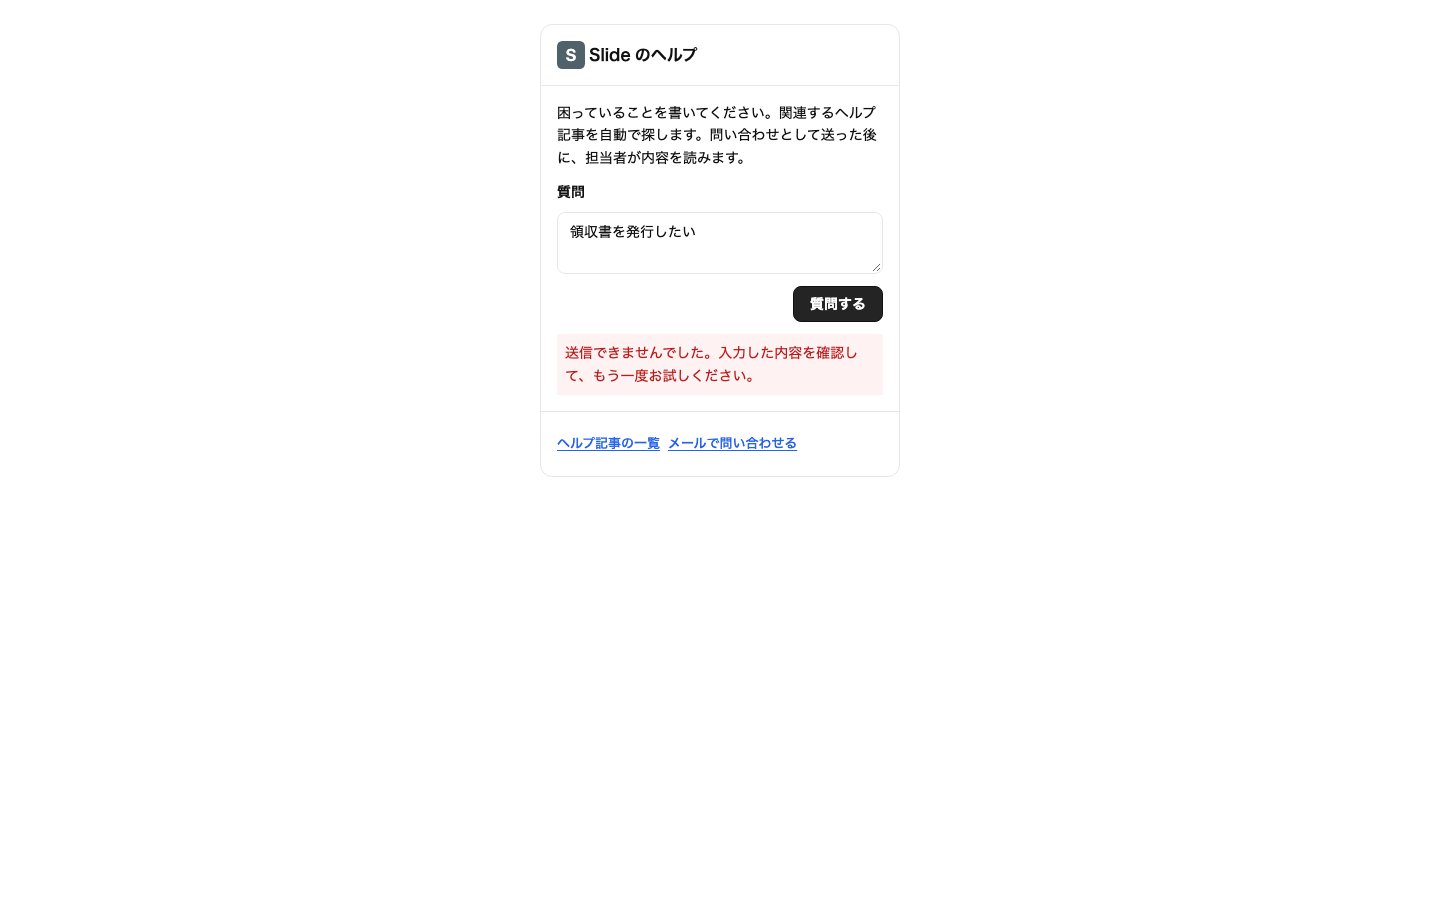 S Slide のヘルプ
困っていることを書いてください。関連するヘルプ
記事を自動で探します。問い合わせとして送った後
に、担当者が内容を読みます。
質問
領収書を発行したい
質問する
送信できませんでした。入力した内容を確認し
て、もう一度お試しください。
ヘルプ記事の一覧 メールで問い合わせる